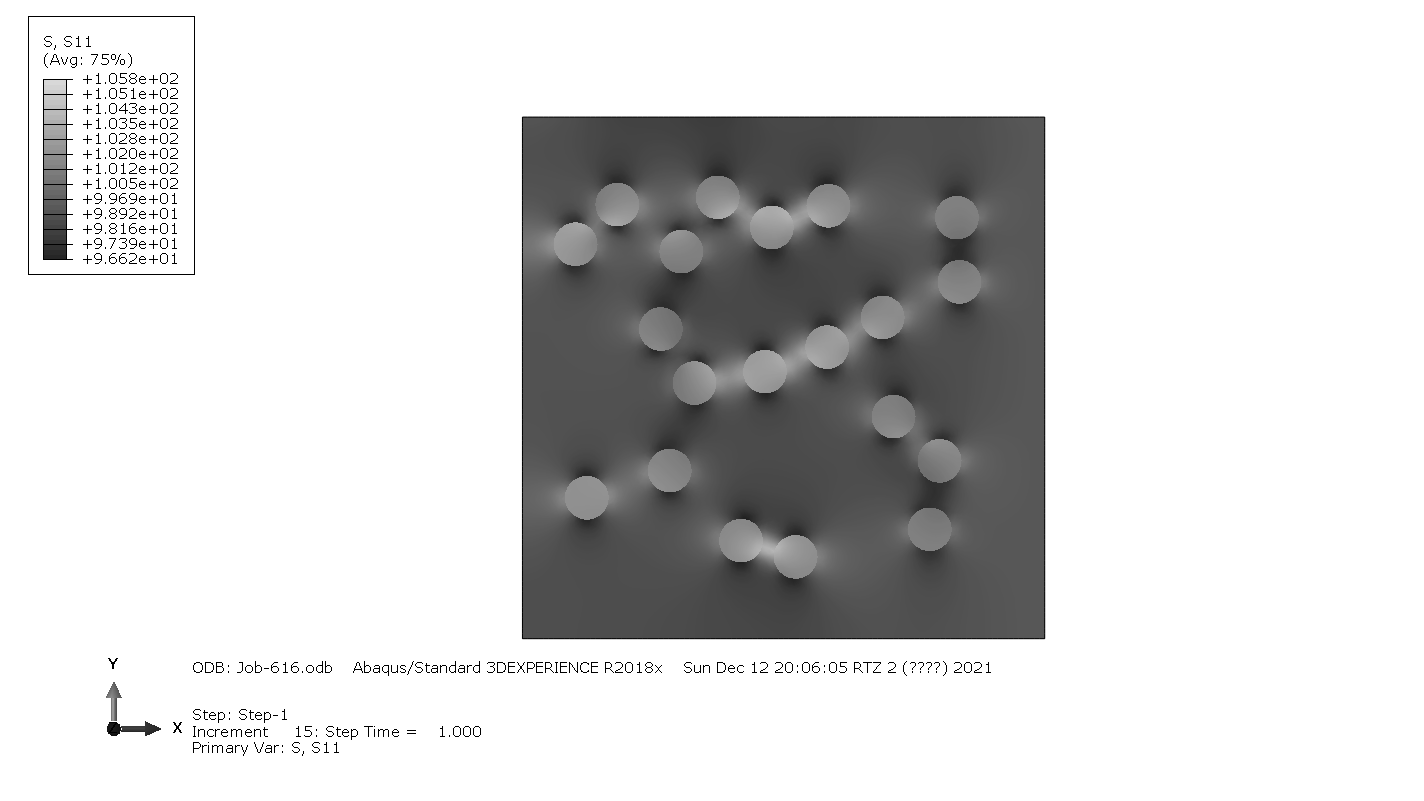 S, S11
(Avg: 75%)
+1.058e+02
+1.051e+02
+1.043e+02
+1.035e+02
+1.028e+02
+1.020e+02
+1.012e+02
+1.005e+02
+9.969e+01
+9.892e+01
+9.816e+01
+9.739e+01
+9.662e+01
Y
X
ODB: Job-616.odb    Abaqus/Standard 3DEXPERIENCE R2018x    Sun Dec 12 20:06:05 RTZ 2 (????) 2021
Step: Step-1
Increment     15: Step Time =    1.000
Primary Var: S, S11